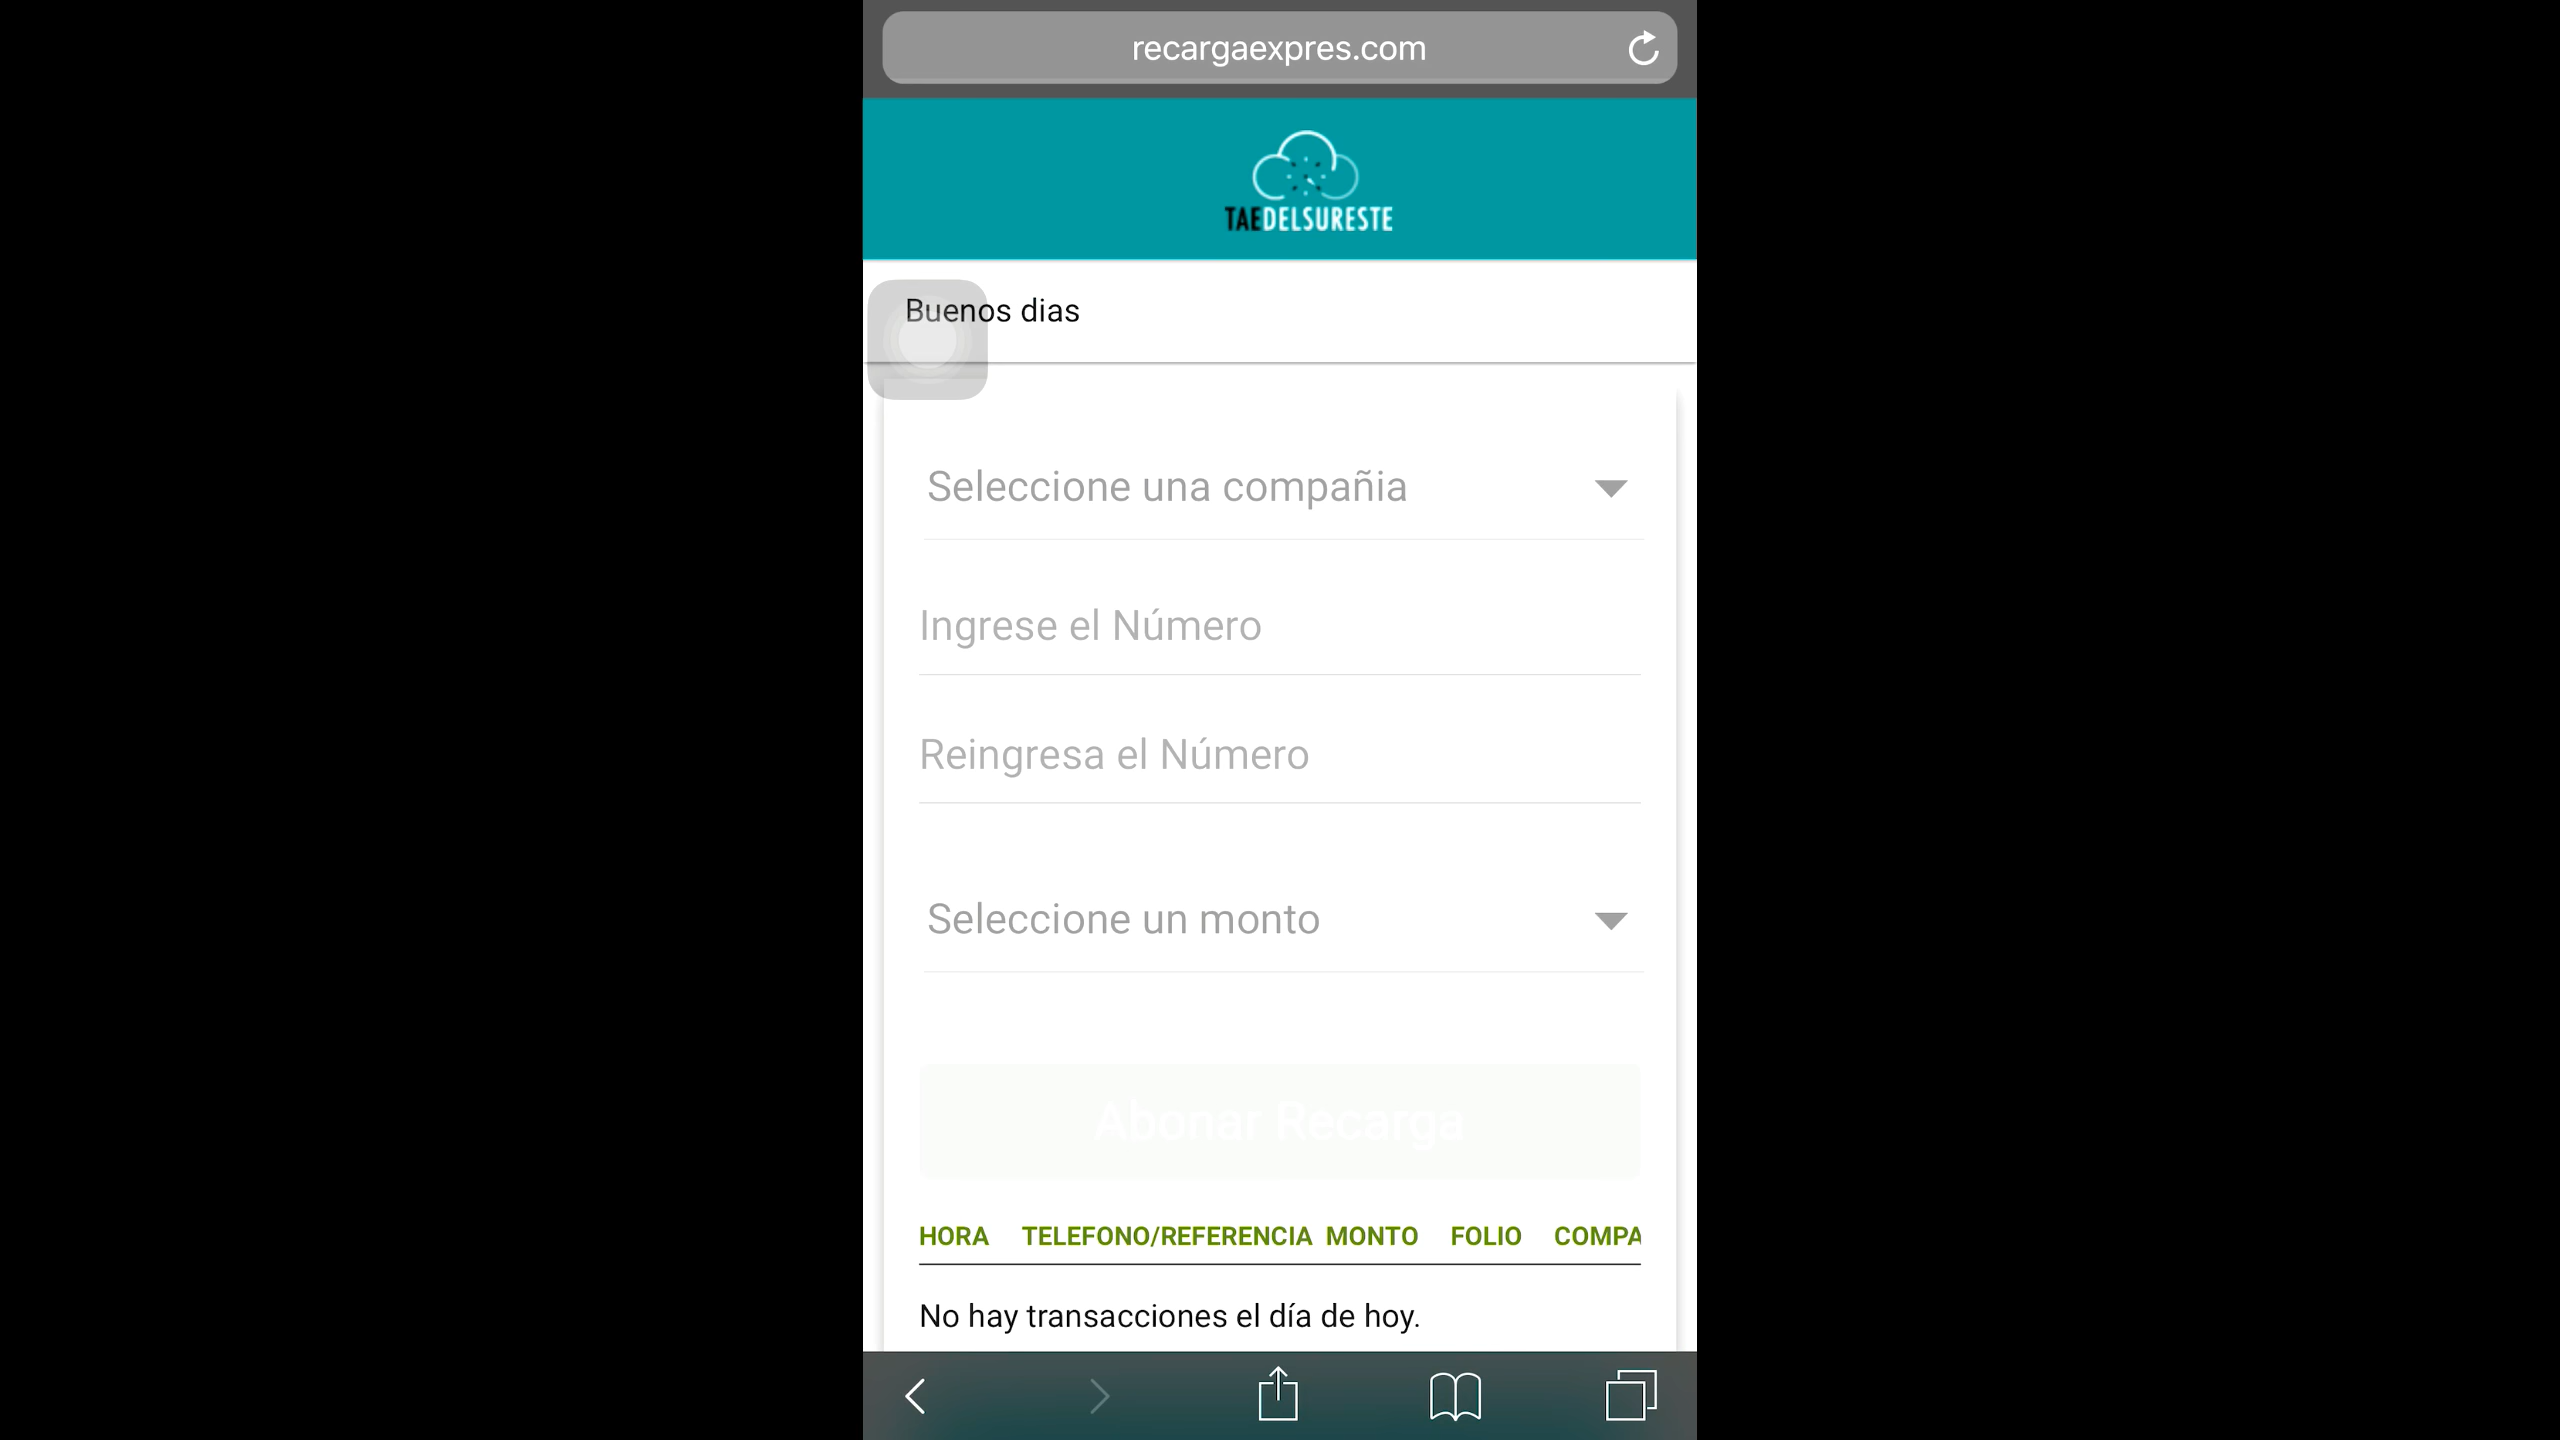 recargaexpres.com
TAEDELSURESTE
Buenos dias
Seleccione una compañia
Ingrese el Número
Reingresa el Número
Seleccione un monto
Abonar Recarga
HORA TELEFONO/REFERENCIA MONTO FOLIO COMPA
No hay transacciones el día de hoy.